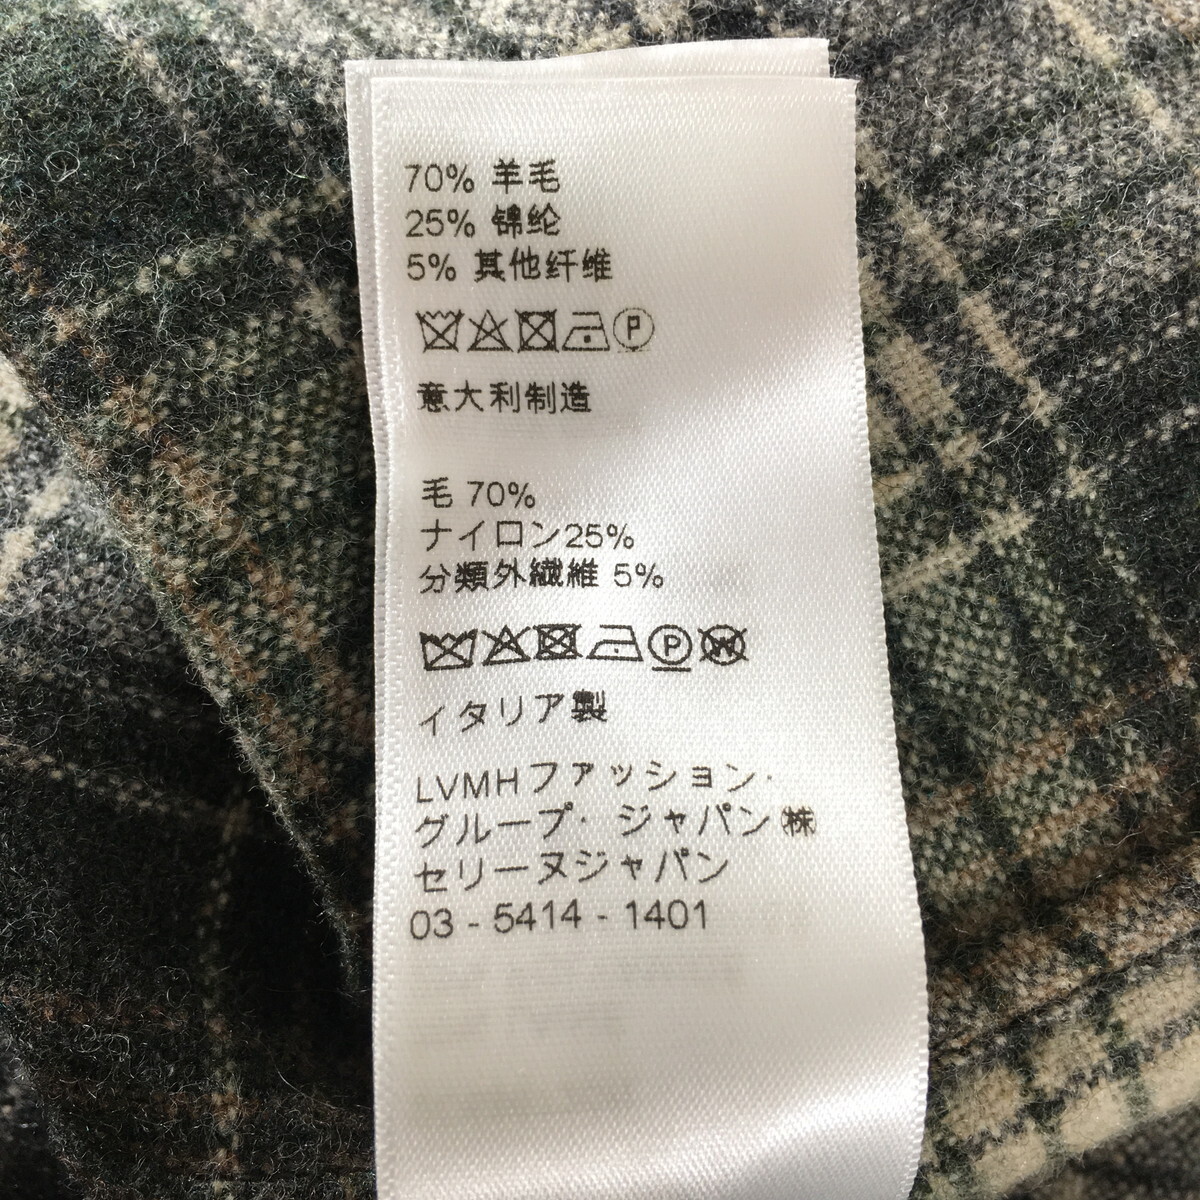 70% 羊毛
25% 锦纶
5% 其他纤维
P
意大利制造
毛 70%
ナイロン25%
分類外繊維 5%
P W
イタリア製
LVMHファッション・
グループ・ジャパン㈱
セリーヌジャパン
03 - 5414 - 1401